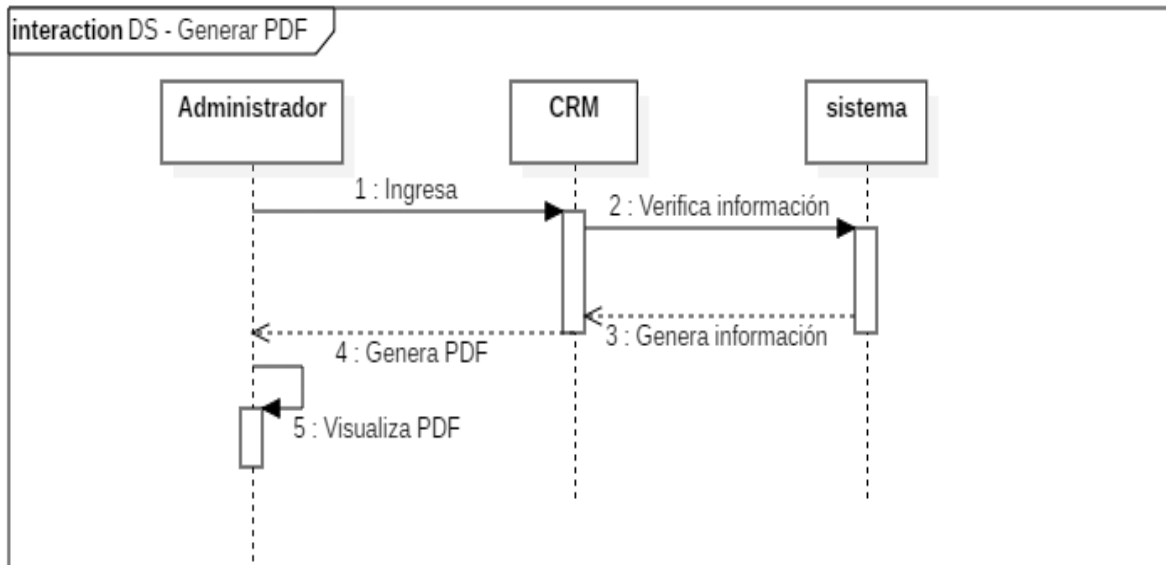 interaction DS - Generar PDF
Administrador
CRM
sistema
1 : Ingresa
2 : Verifica información
3 : Genera información
4 : Genera PDF
5 : Visualiza PDF